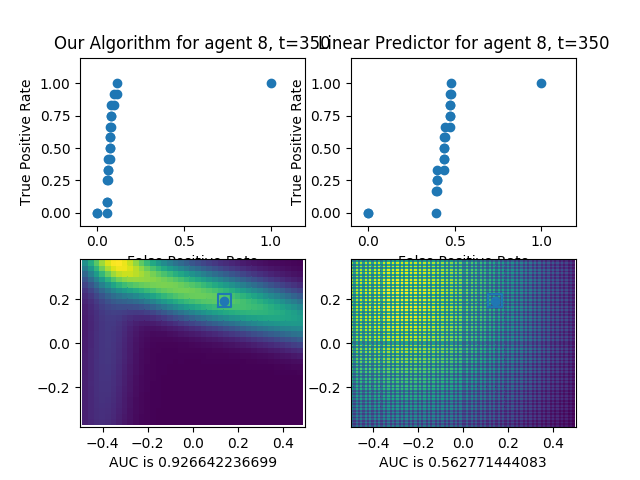 Our Algorithm for agent 8, t=350
Linear Predictor for agent 8, t=350
True Positive Rate
1.00
0.75
0.50
0.25
0.00
0.0 0.5 1.0
False Positive Rate
True Positive Rate
1.00
0.75
0.50
0.25
0.00
0.0 0.5 1.0
False Positive Rate
0.2
0.0
−0.2
−0.4 −0.2 0.0 0.2 0.4
AUC is 0.926642236699
0.2
0.0
−0.2
−0.4 −0.2 0.0 0.2 0.4
AUC is 0.562771444083